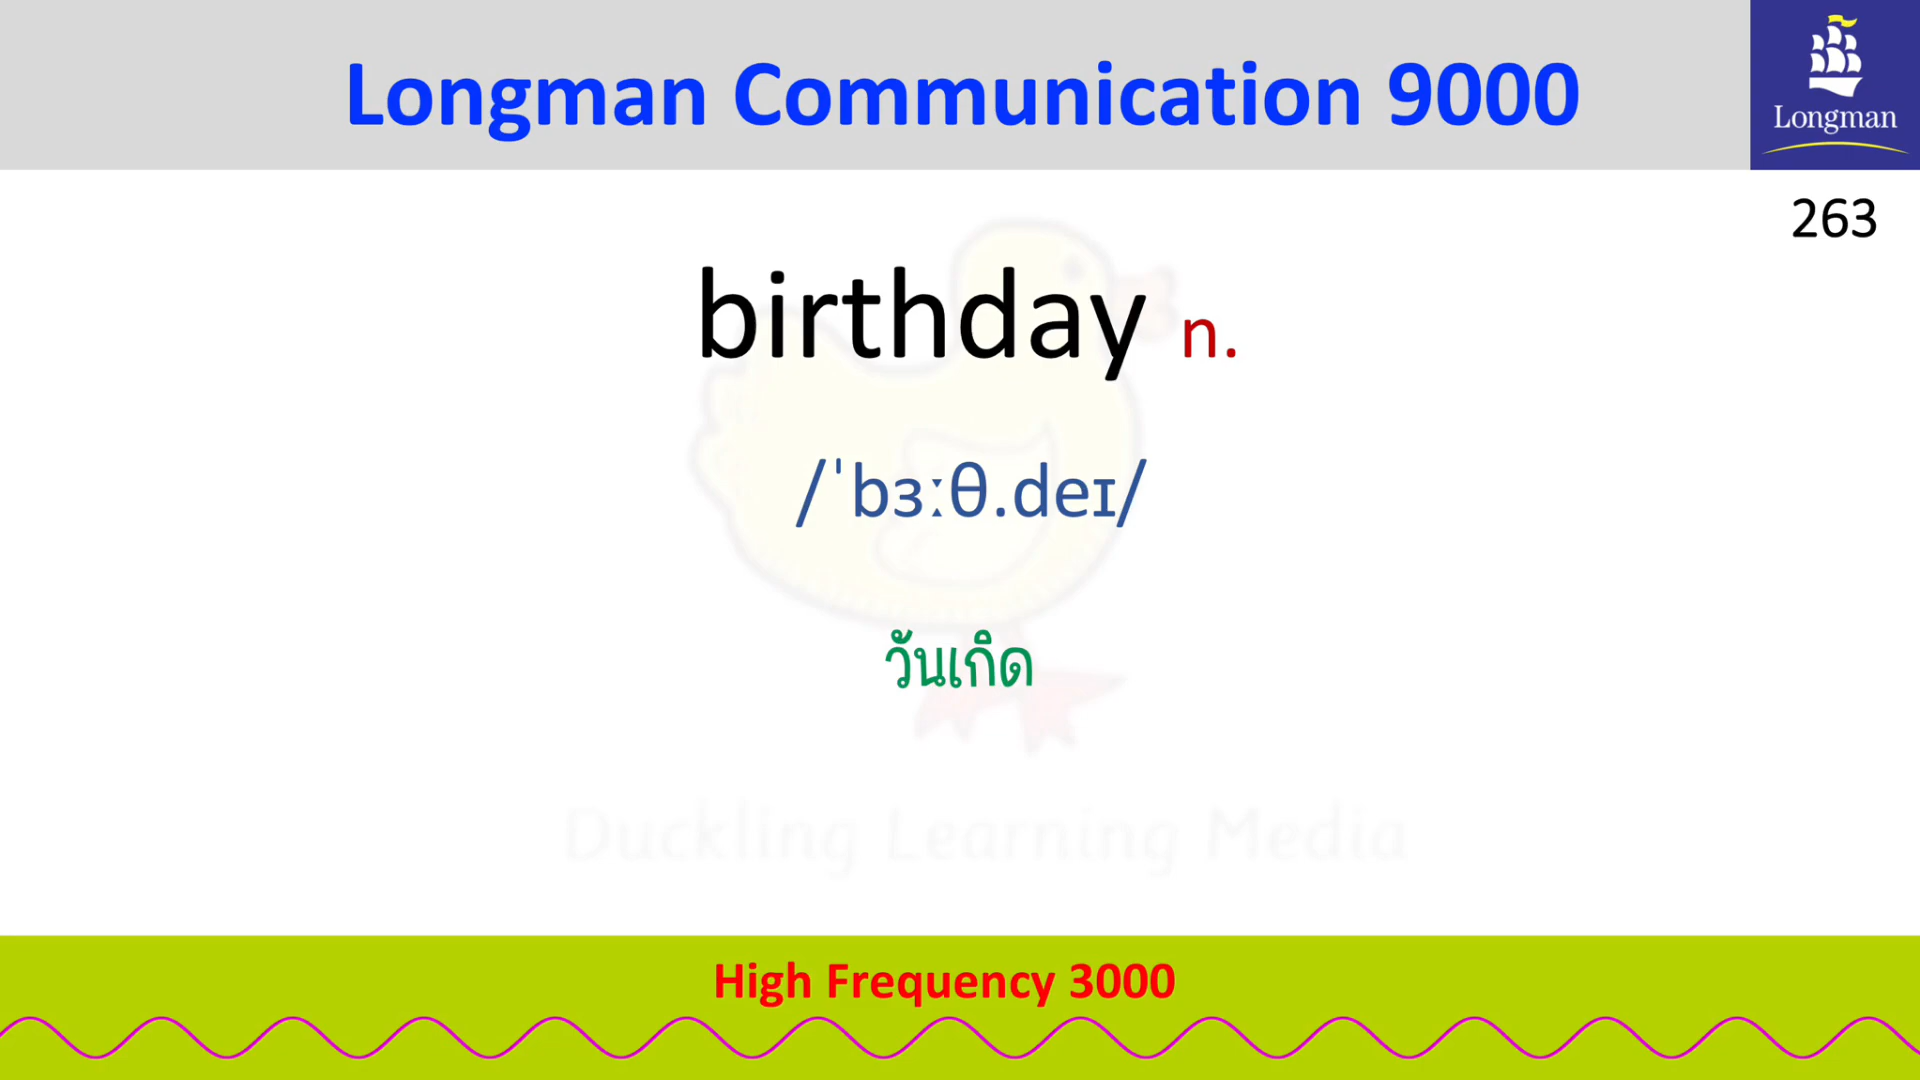 Longman Communication 9000
Longman
263
birthday n.
/ˈbɜːθ.deɪ/
วันเกิด
Duckling Learning Media
High Frequency 3000